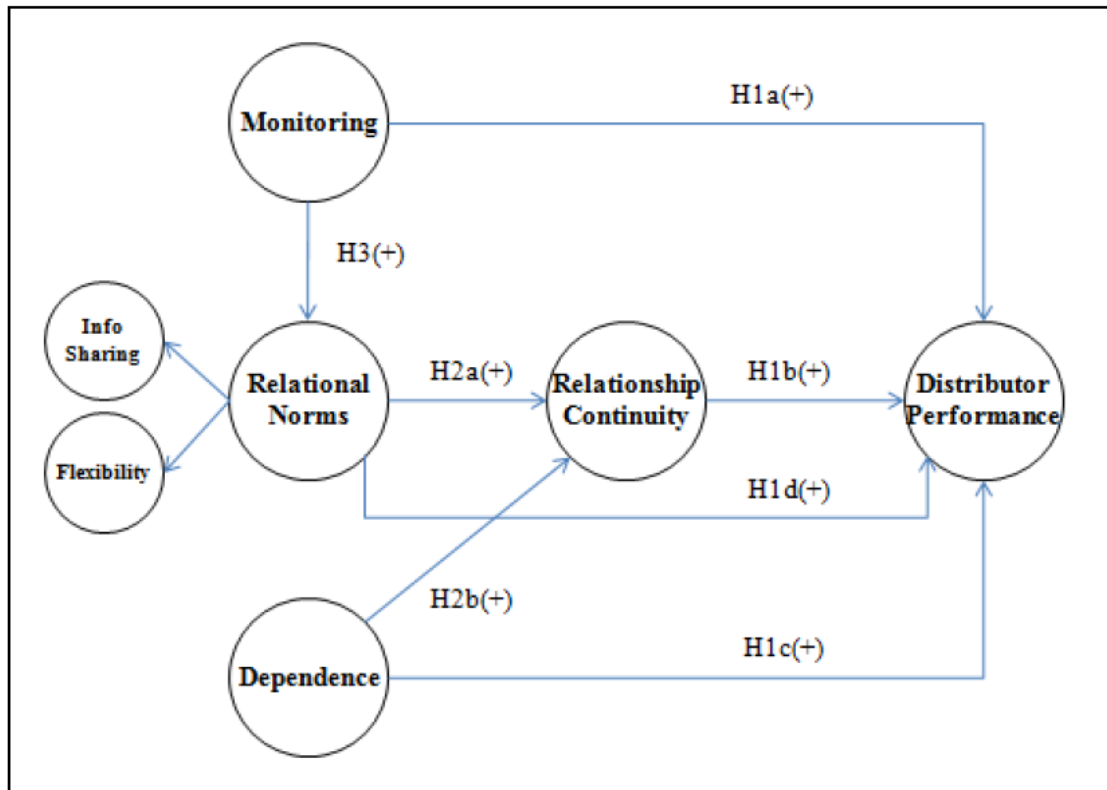 H1a(+)
Monitoring
H3(+)
Info
Sharing
Relational
Norms
H2a(+)
Relationship
Continuity
H1b(+)
Distributor
Performance
Flexibility
H1d(+)
H2b(+)
H1c(+)
Dependence